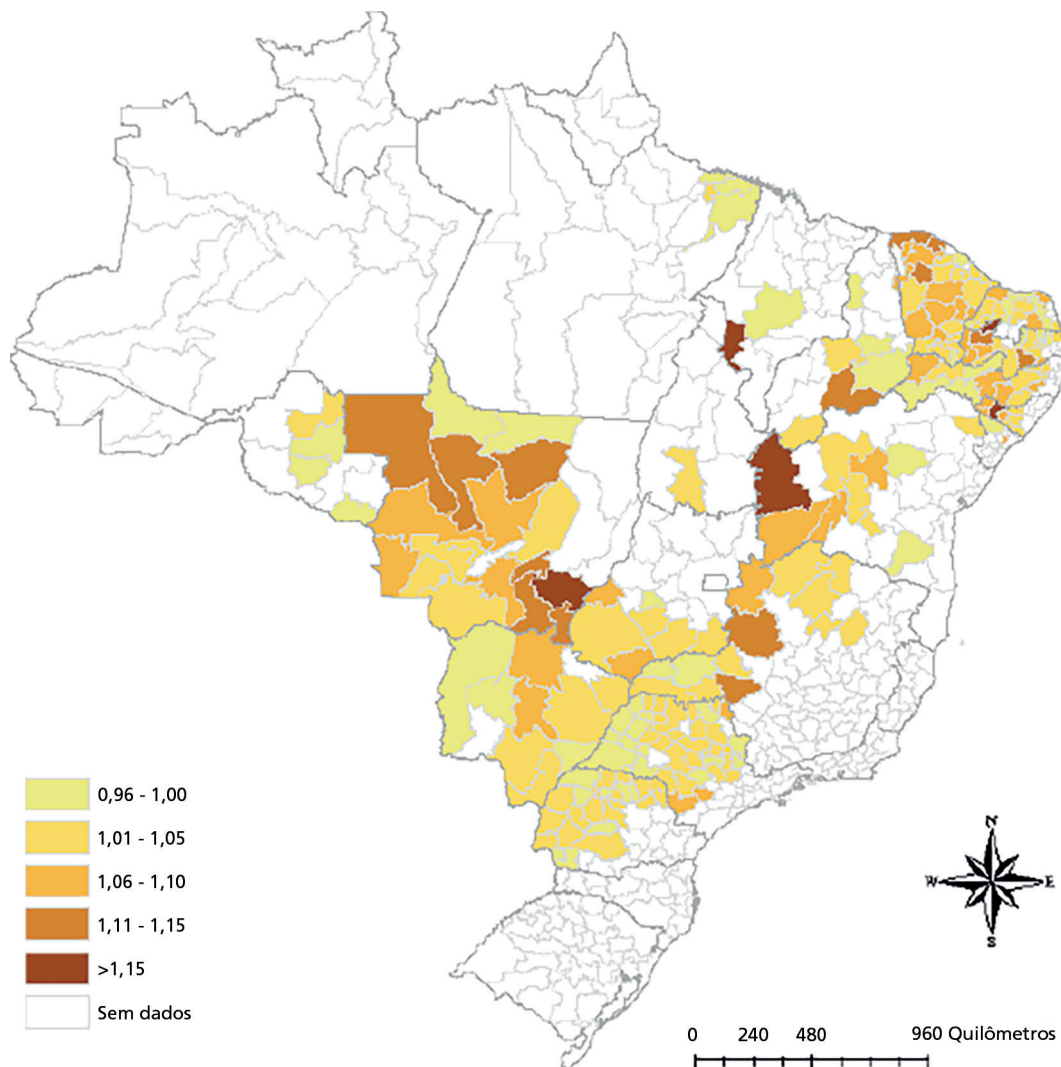 0,96 - 1,00
1,01 - 1,05
1,06 - 1,10
1,11 - 1,15
>1,15
Sem dados
N
W E
S
0 240 480 960 Quilômetros